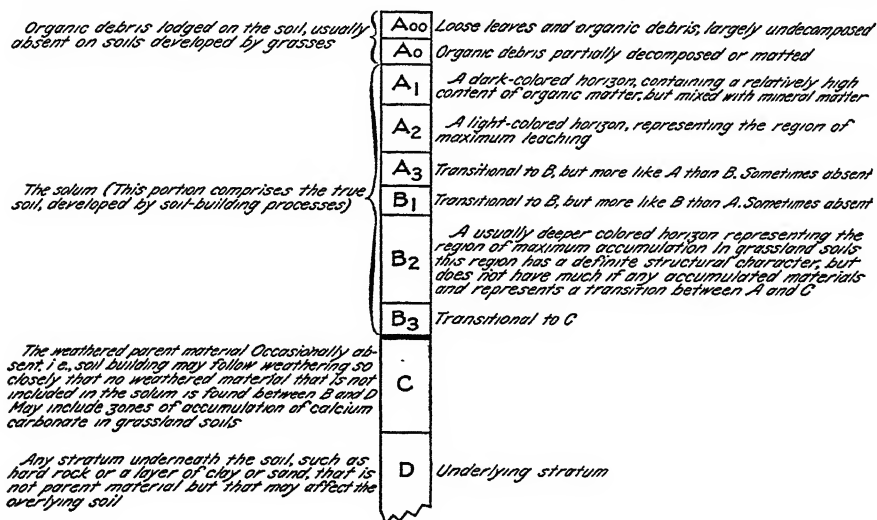 Organic debris lodged on the soil, usually
absent on soils developed by grasses
A00
Loose leaves and organic debris, largely undecomposed
A0
Organic debris partially decomposed or matted
A1
A dark-colored horizon, containing a relatively high
content of organic matter, but mixed with mineral matter
A2
A light-colored horizon, representing the region of
maximum leaching
A3
Transitional to B, but more like A than B. Sometimes absent
The solum (This portion comprises the true
soil, developed by soil-building processes)
B1
Transitional to B, but more like B than A. Sometimes absent
B2
A usually deeper colored horizon representing the
region of maximum accumulation In grassland soils
this region has a definite structural character, but
does not have much if any accumulated materials
and represents a transition between A and C
B3
Transitional to C
The weathered parent material Occasionally ab-
sent, i.e., soil building may follow weathering so
closely that no weathered material that is not
included in the solum is found between B and D
May include zones of accumulation of calcium
carbonate in grassland soils
C
Any stratum underneath the soil, such as
hard rock or a layer of clay or sand, that is
not parent material but that may affect the
overlying soil
D
Underlying stratum